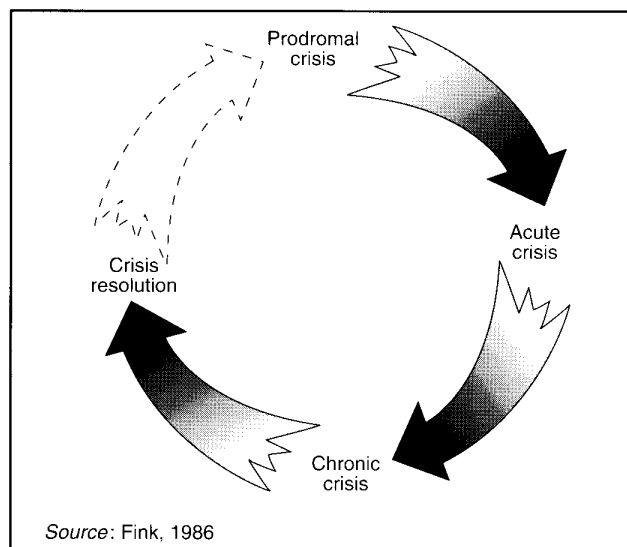 Prodromal
crisis
Acute
crisis
Chronic
crisis
Crisis
resolution
Source: Fink, 1986